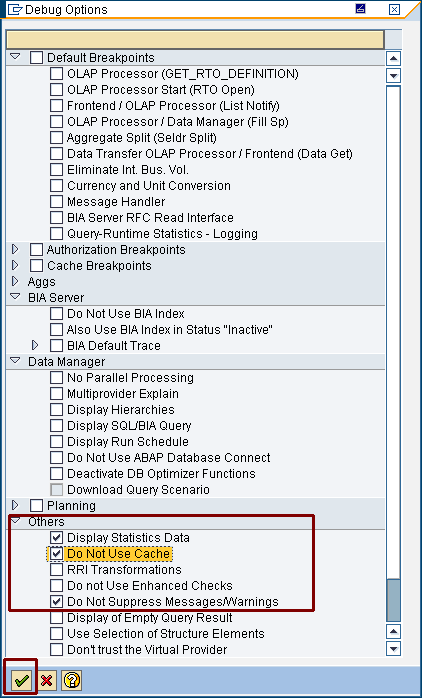 Debug Options
Default Breakpoints
OLAP Processor (GET_RTO_DEFINITION)
OLAP Processor Start (RTO Open)
Frontend / OLAP Processor (List Notify)
OLAP Processor / Data Manager (Fill Sp)
Aggregate Split (Seldr Split)
Data Transfer OLAP Processor / Frontend (Data Get)
Eliminate Int. Bus. Vol.
Currency and Unit Conversion
Message Handler
BIA Server RFC Read Interface
Query-Runtime Statistics - Logging
Authorization Breakpoints
Cache Breakpoints
Aggs
BIA Server
Do Not Use BIA Index
Also Use BIA Index in Status "Inactive"
BIA Default Trace
Data Manager
No Parallel Processing
Multiprovider Explain
Display Hierarchies
Display SQL/BIA Query
Display Run Schedule
Do Not Use ABAP Database Connect
Deactivate DB Optimizer Functions
Download Query Scenario
Planning
Others
Display Statistics Data
Do Not Use Cache
RRI Transformations
Do not Use Enhanced Checks
Do Not Suppress Messages/Warnings
Display of Empty Query Result
Use Selection of Structure Elements
Don't trust the Virtual Provider